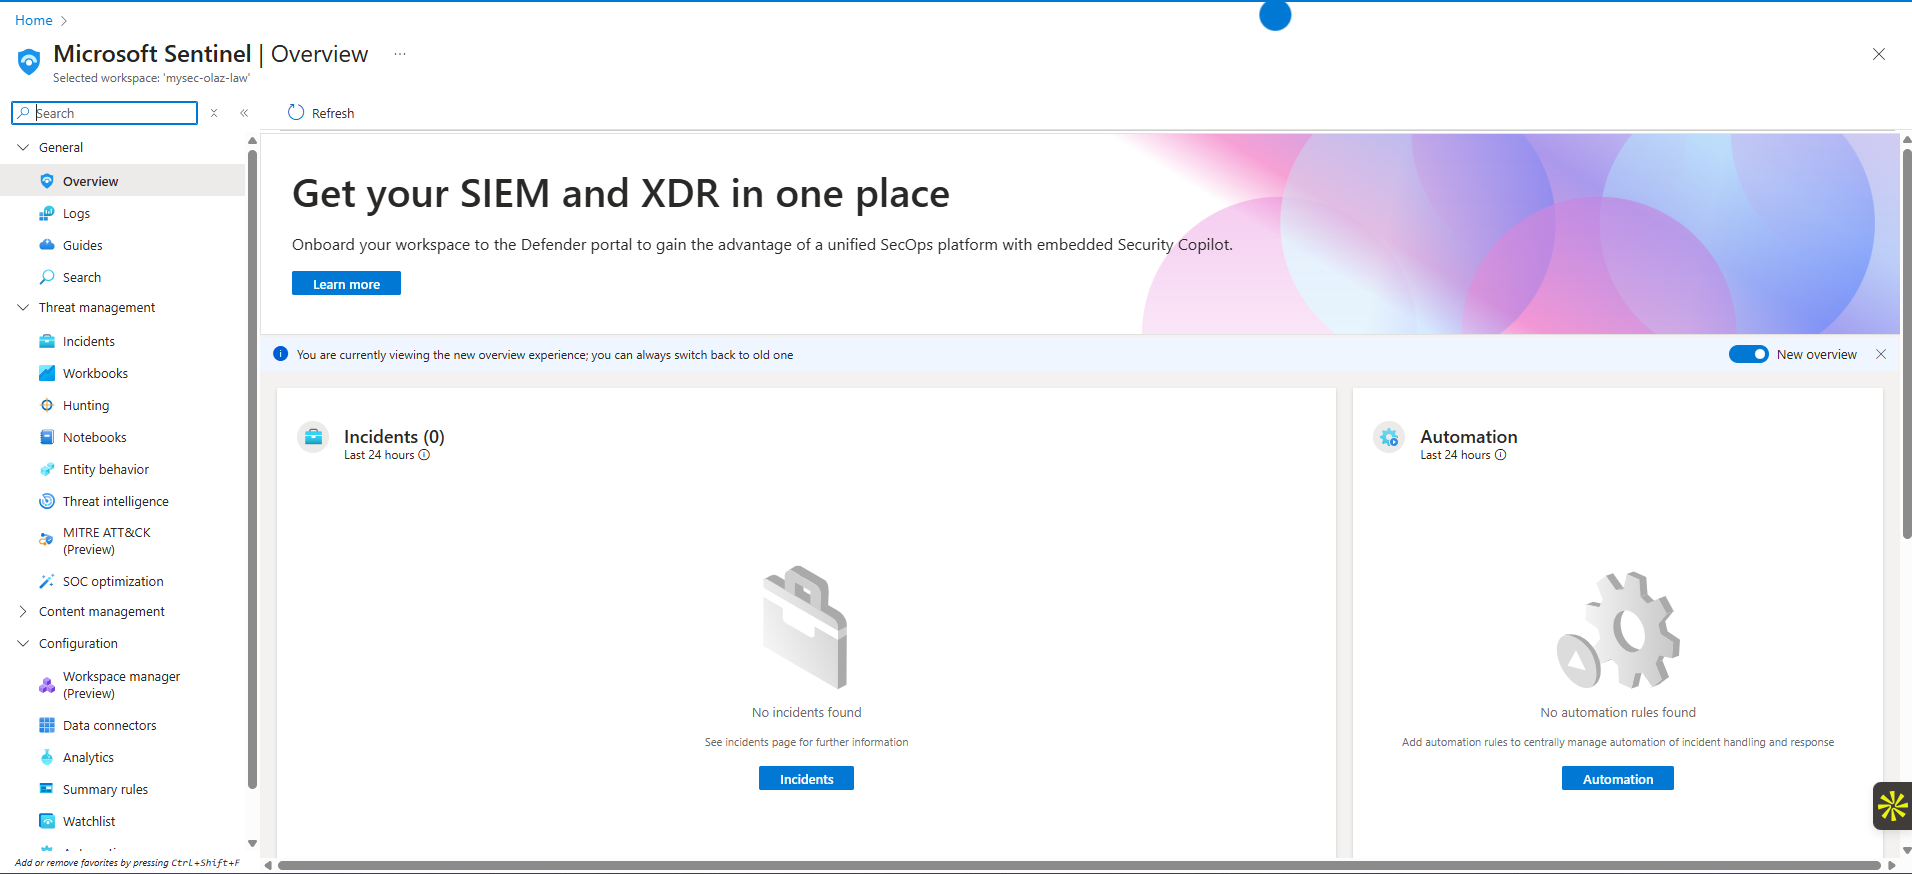 Home
Microsoft Sentinel | Overview ...
Selected workspace: 'mysec-olaz-law'
Search
Refresh
General
Overview
Logs
Guides
Search
Threat management
Incidents
Workbooks
Hunting
Notebooks
Entity behavior
Threat intelligence
MITRE ATT&CK
(Preview)
SOC optimization
Content management
Configuration
Workspace manager
(Preview)
Data connectors
Analytics
Summary rules
Watchlist
Add or remove favorites by pressing Ctrl+Shift+F
Get your SIEM and XDR in one place
Onboard your workspace to the Defender portal to gain the advantage of a unified SecOps platform with embedded Security Copilot.
Learn more
You are currently viewing the new overview experience; you can always switch back to old one
New overview
Incidents (0)
Last 24 hours
No incidents found
See incidents page for further information
Incidents
Automation
Last 24 hours
No automation rules found
Add automation rules to centrally manage automation of incident handling and response
Automation